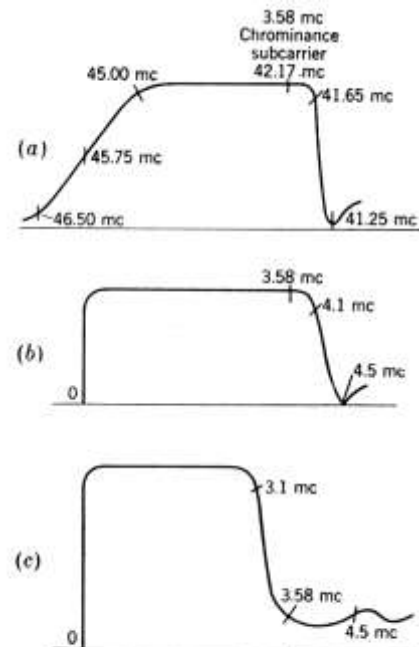 3.58 mc
Chrominance
subcarrier
45.00 mc
42.17 mc
41.65 mc
(a)
45.75 mc
46.50 mc
41.25 mc
3.58 mc
4.1 mc
(b)
4.5 mc
0
3.1 mc
(c)
3.58 mc
4.5 mc
0